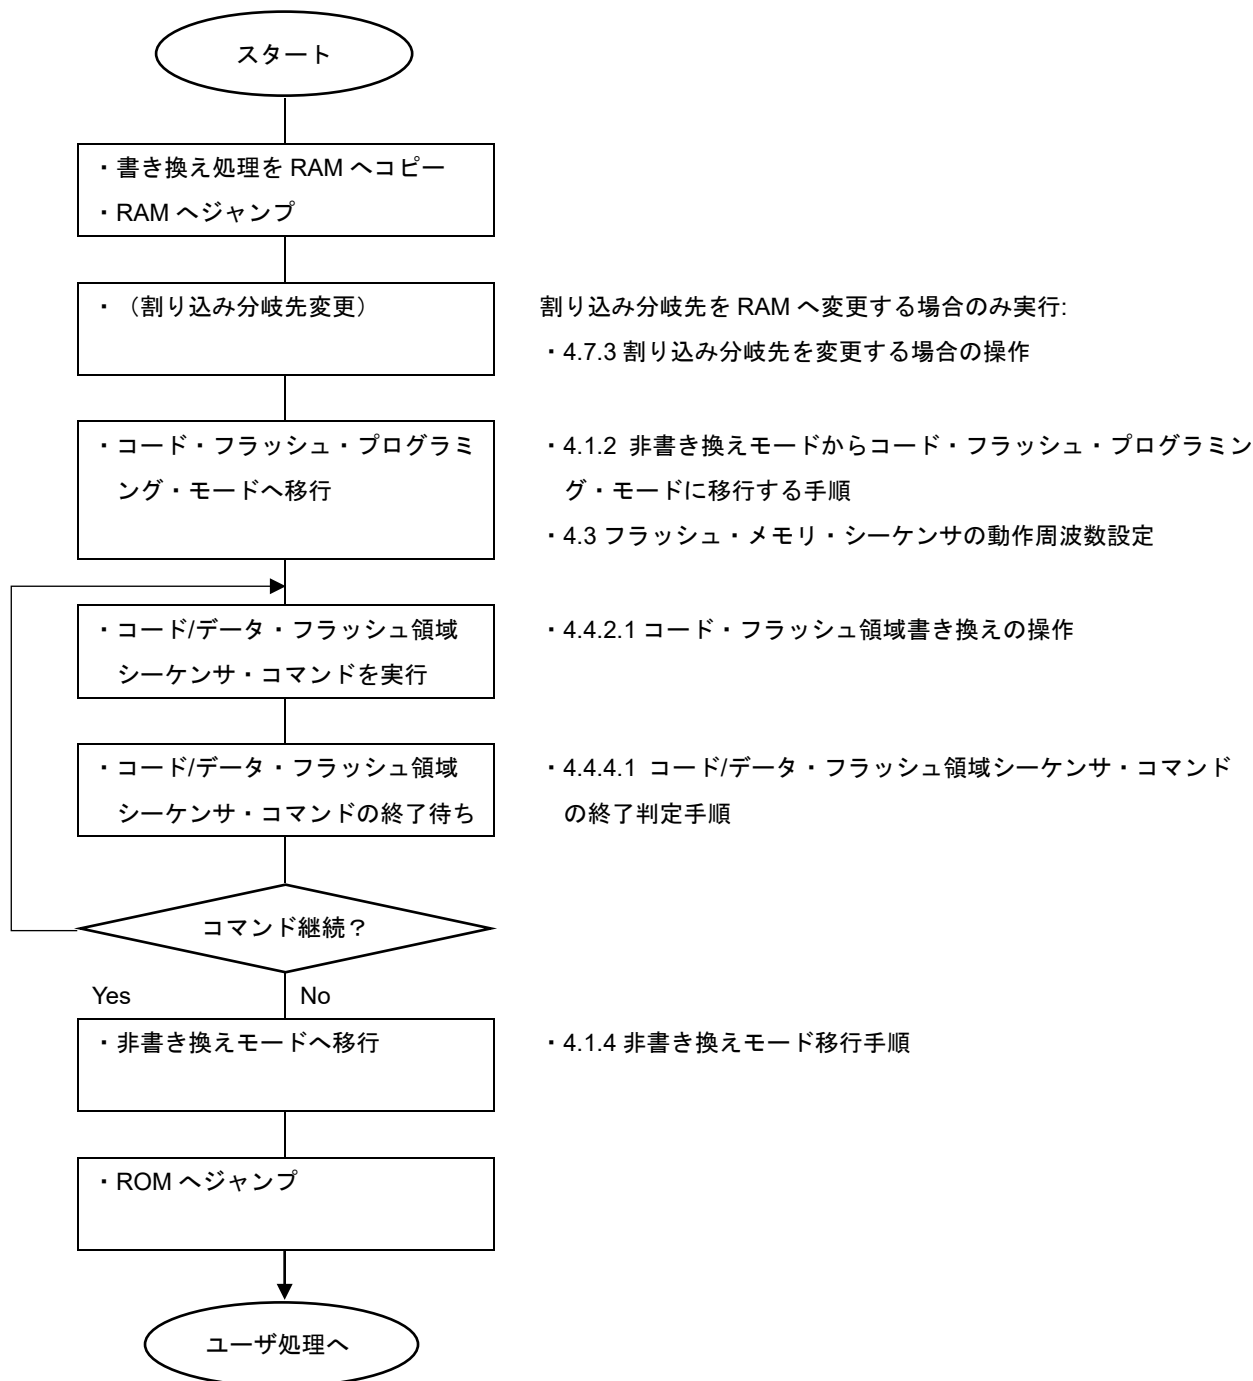 スタート
・書き換え処理を RAM へコピー
・RAM へジャンプ
・（割り込み分岐先変更）
割り込み分岐先を RAM へ変更する場合のみ実行:
・4.7.3 割り込み分岐先を変更する場合の操作
・コード・フラッシュ・プログラミ
ング・モードへ移行
・4.1.2 非書き換えモードからコード・フラッシュ・プログラミン
グ・モードに移行する手順
・4.3 フラッシュ・メモリ・シーケンサの動作周波数設定
・コード/データ・フラッシュ領域
シーケンサ・コマンドを実行
・4.4.2.1 コード・フラッシュ領域書き換えの操作
・コード/データ・フラッシュ領域
シーケンサ・コマンドの終了待ち
・4.4.4.1 コード/データ・フラッシュ領域シーケンサ・コマンド
の終了判定手順
コマンド継続？
Yes
No
・非書き換えモードへ移行
・4.1.4 非書き換えモード移行手順
・ROM へジャンプ
ユーザ処理へ